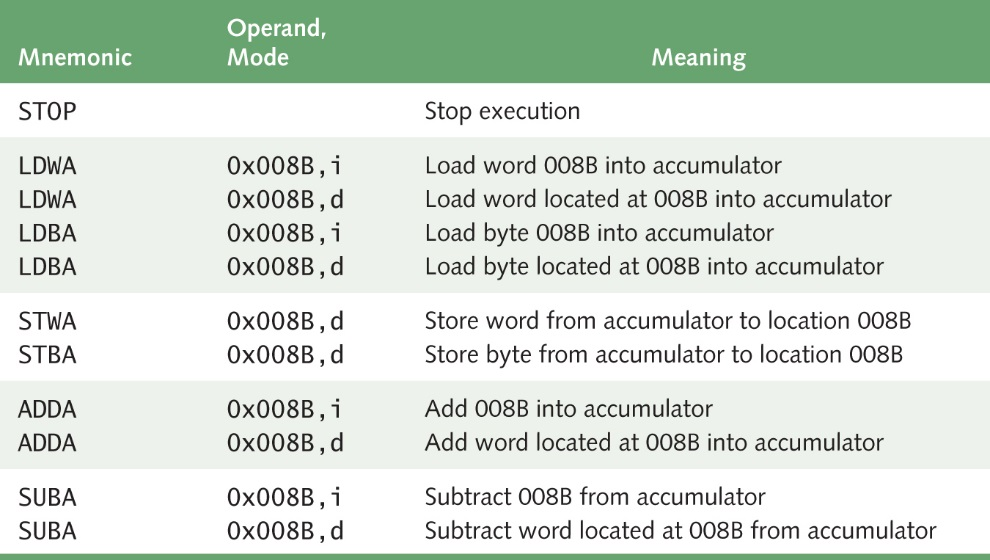 Mnemonic Operand, Mode Meaning
STOP Stop execution
LDWA 0x008B,i Load word 008B into accumulator
LDWA 0x008B,d Load word located at 008B into accumulator
LDBA 0x008B,i Load byte 008B into accumulator
LDBA 0x008B,d Load byte located at 008B into accumulator
STWA 0x008B,d Store word from accumulator to location 008B
STBA 0x008B,d Store byte from accumulator to location 008B
ADDA 0x008B,i Add 008B into accumulator
ADDA 0x008B,d Add word located at 008B into accumulator
SUBA 0x008B,i Subtract 008B from accumulator
SUBA 0x008B,d Subtract word located at 008B from accumulator